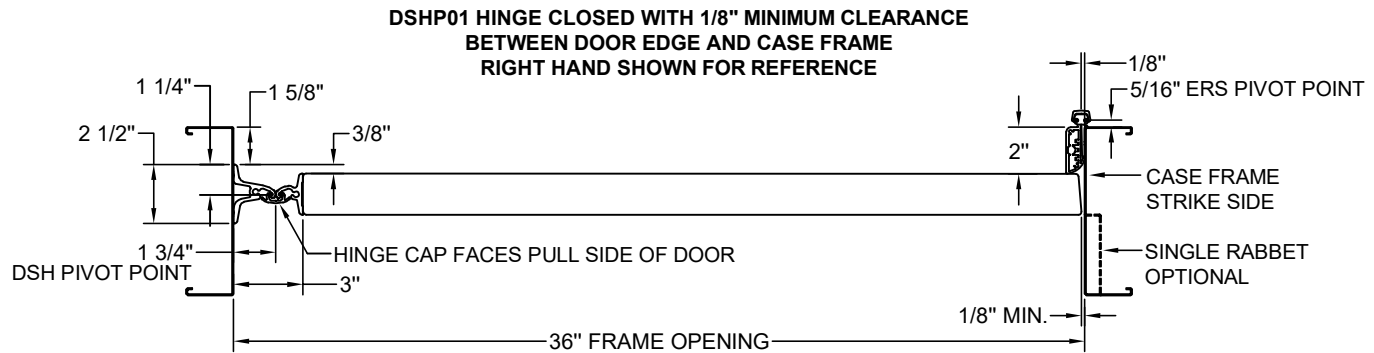 DSHP01 HINGE CLOSED WITH 1/8" MINIMUM CLEARANCE
BETWEEN DOOR EDGE AND CASE FRAME
RIGHT HAND SHOWN FOR REFERENCE
1 1/4"
1 5/8"
2 1/2"
3/8"
1/8"
5/16" ERS PIVOT POINT
2"
CASE FRAME
STRIKE SIDE
1 3/4"
DSH PIVOT POINT
HINGE CAP FACES PULL SIDE OF DOOR
3"
SINGLE RABBET
OPTIONAL
1/8" MIN.
36" FRAME OPENING